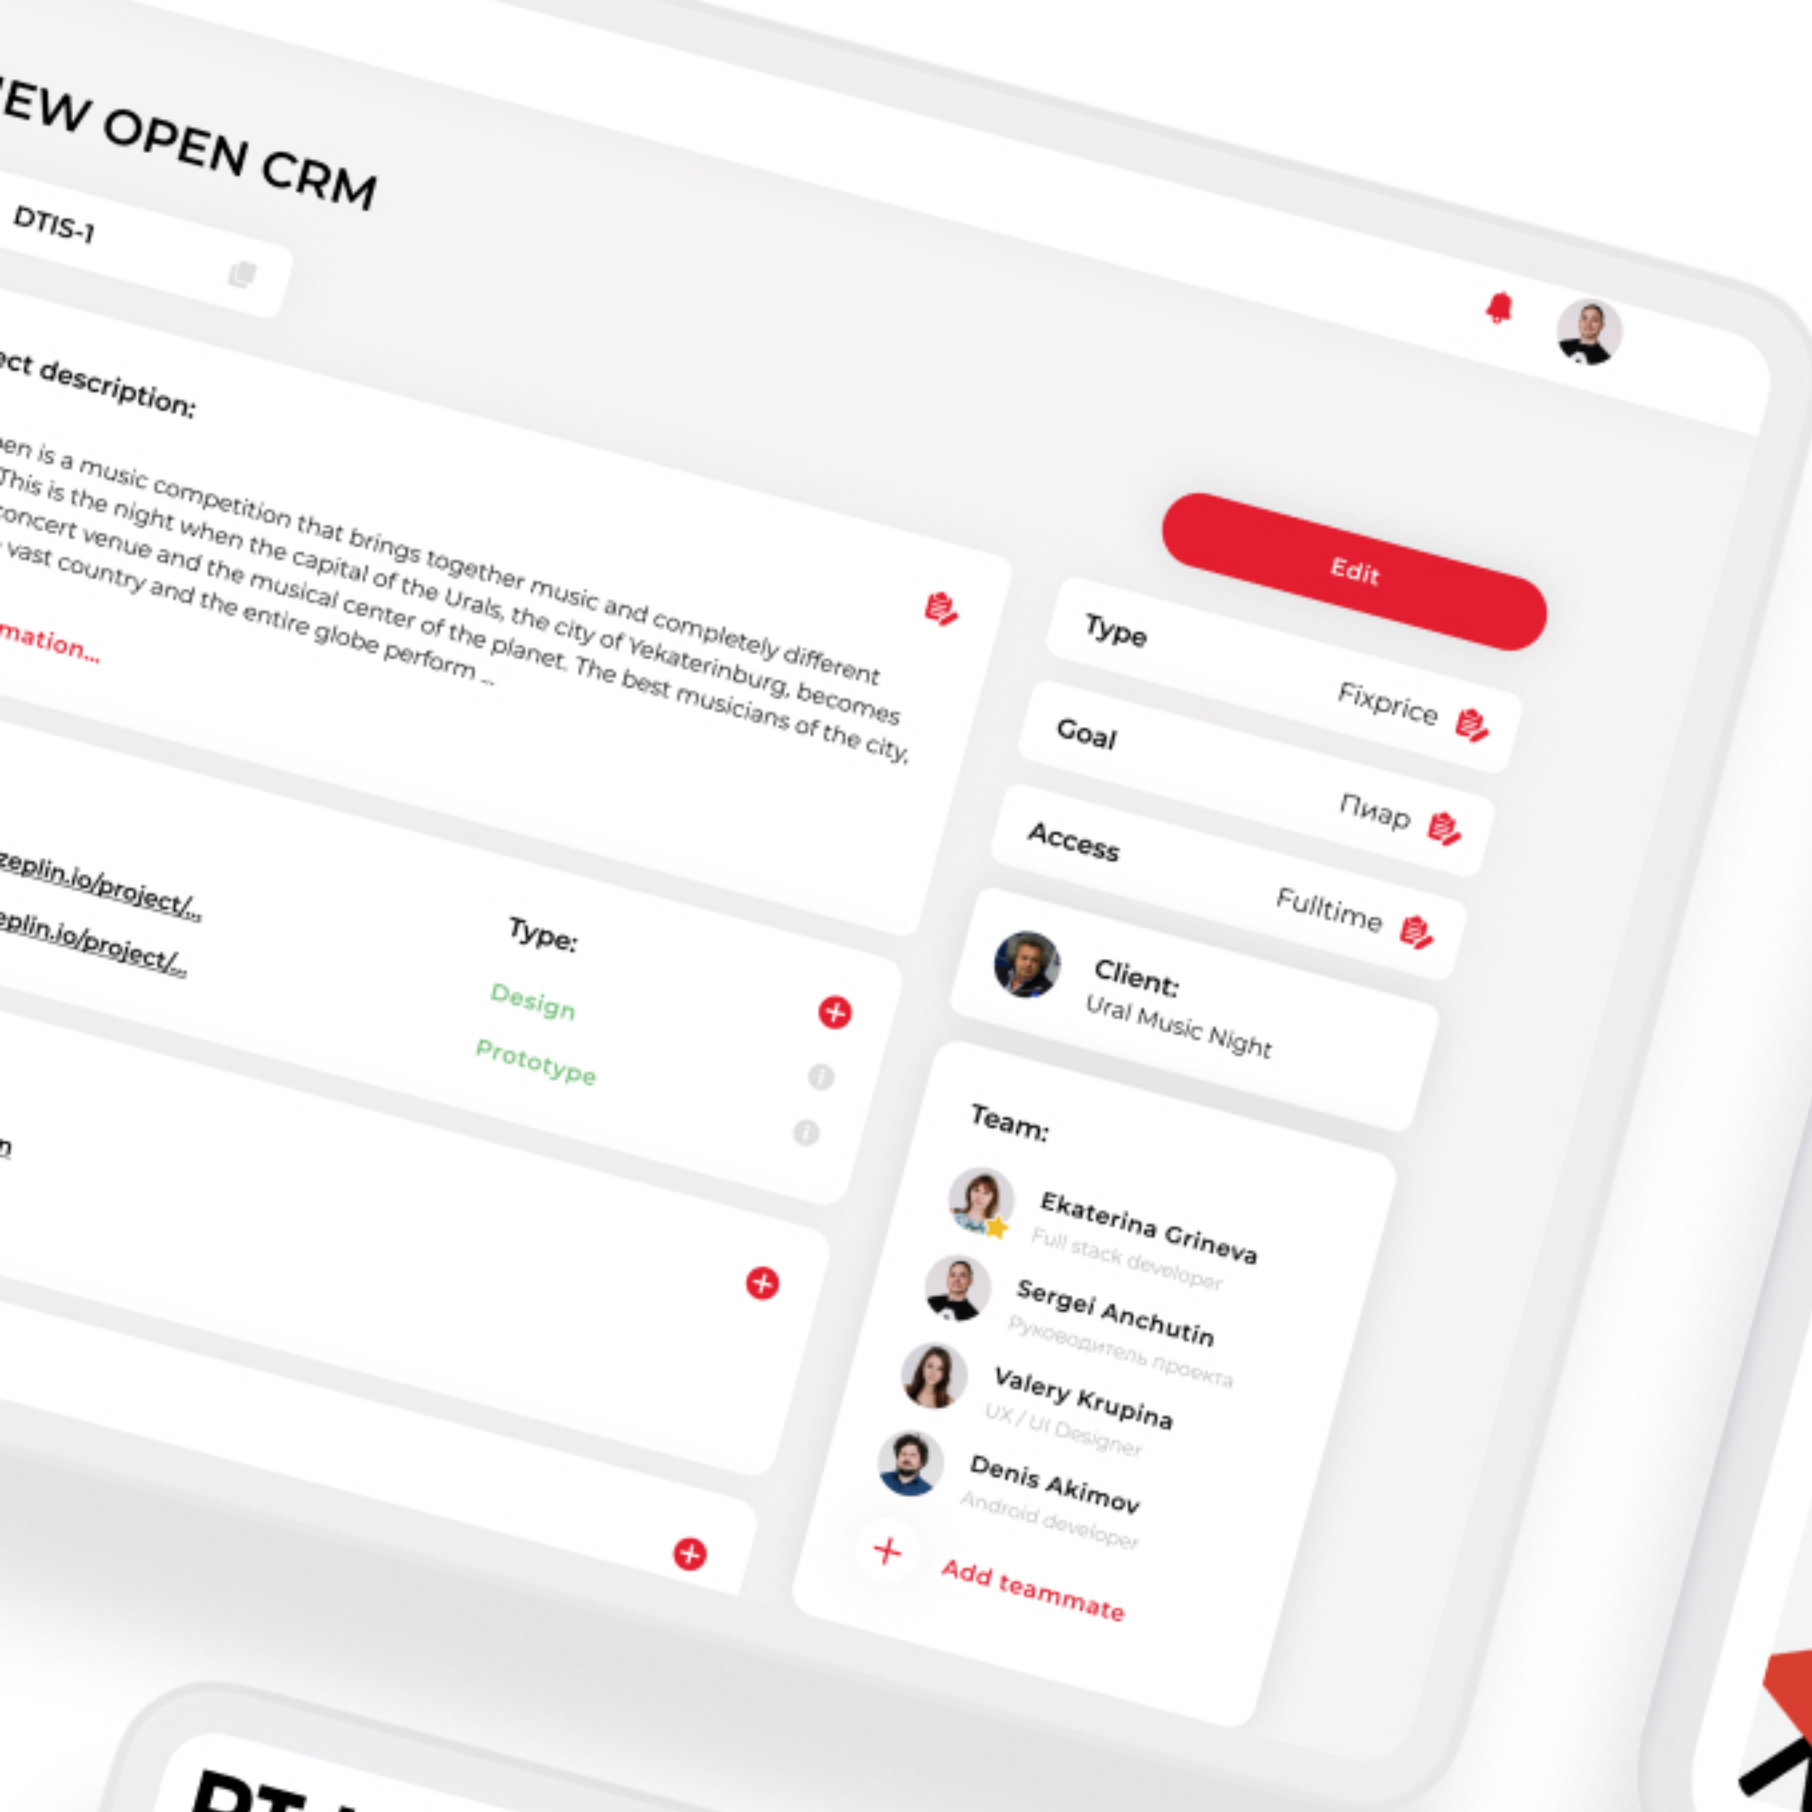 EW OPEN CRM
DTIS-1
ect description:
en is a music competition that brings together music and completely different
This is the night when the capital of the Urals, the city of Yekaterinburg, becomes
concert venue and the musical center of the planet. The best musicians of the city,
vast country and the entire globe perform ...
mation...
zeplin.io/project/...
eplin.io/project/...
Type:
Design
Prototype
n
Edit
Type
Fixprice
Goal
Пиар
Access
Fulltime
Client:
Ural Music Night
Team:
Ekaterina Grineva
Full stack developer
Sergei Anchutin
Руководитель проекта
Valery Krupina
UX / UI Designer
Denis Akimov
Android developer
Add teammate